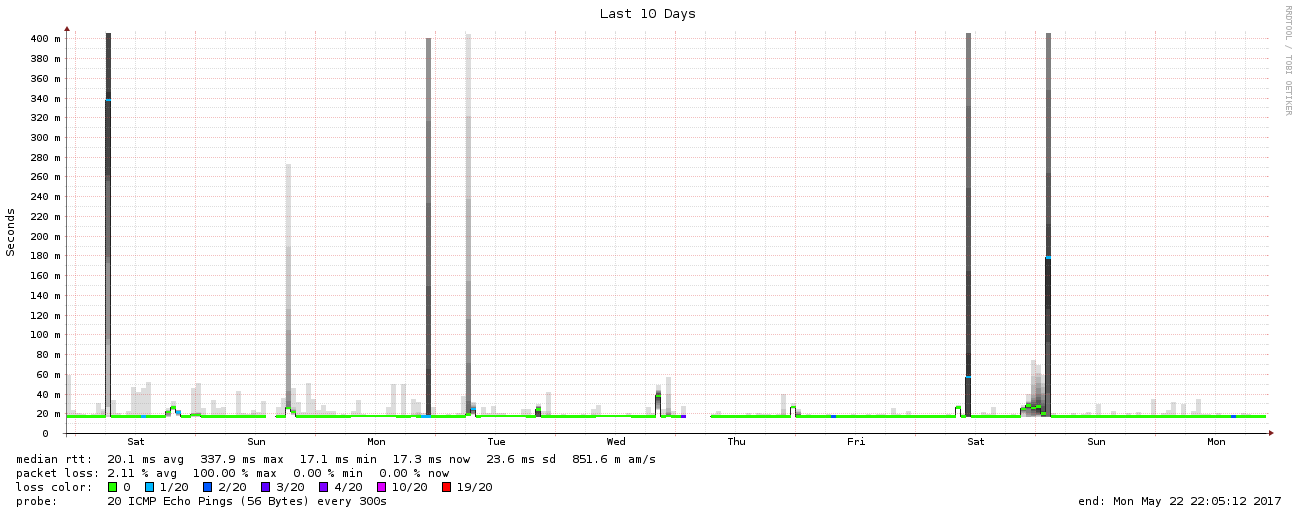 Last 10 Days
RRDTOOL / TOBI OETIKER
Seconds
400 m
380 m
360 m
340 m
320 m
300 m
280 m
260 m
240 m
220 m
200 m
180 m
160 m
140 m
120 m
100 m
80 m
60 m
40 m
20 m
0
Sat Sun Mon Tue Wed Thu Fri Sat Sun Mon
median rtt: 20.1 ms avg 337.9 ms max 17.1 ms min 17.3 ms now 23.6 ms sd 851.6 m am/s
packet loss: 2.11 % avg 100.00 % max 0.00 % min 0.00 % now
loss color: 0 1/20 2/20 3/20 4/20 10/20 19/20
probe: 20 ICMP Echo Pings (56 Bytes) every 300s end: Mon May 22 22:05:12 2017